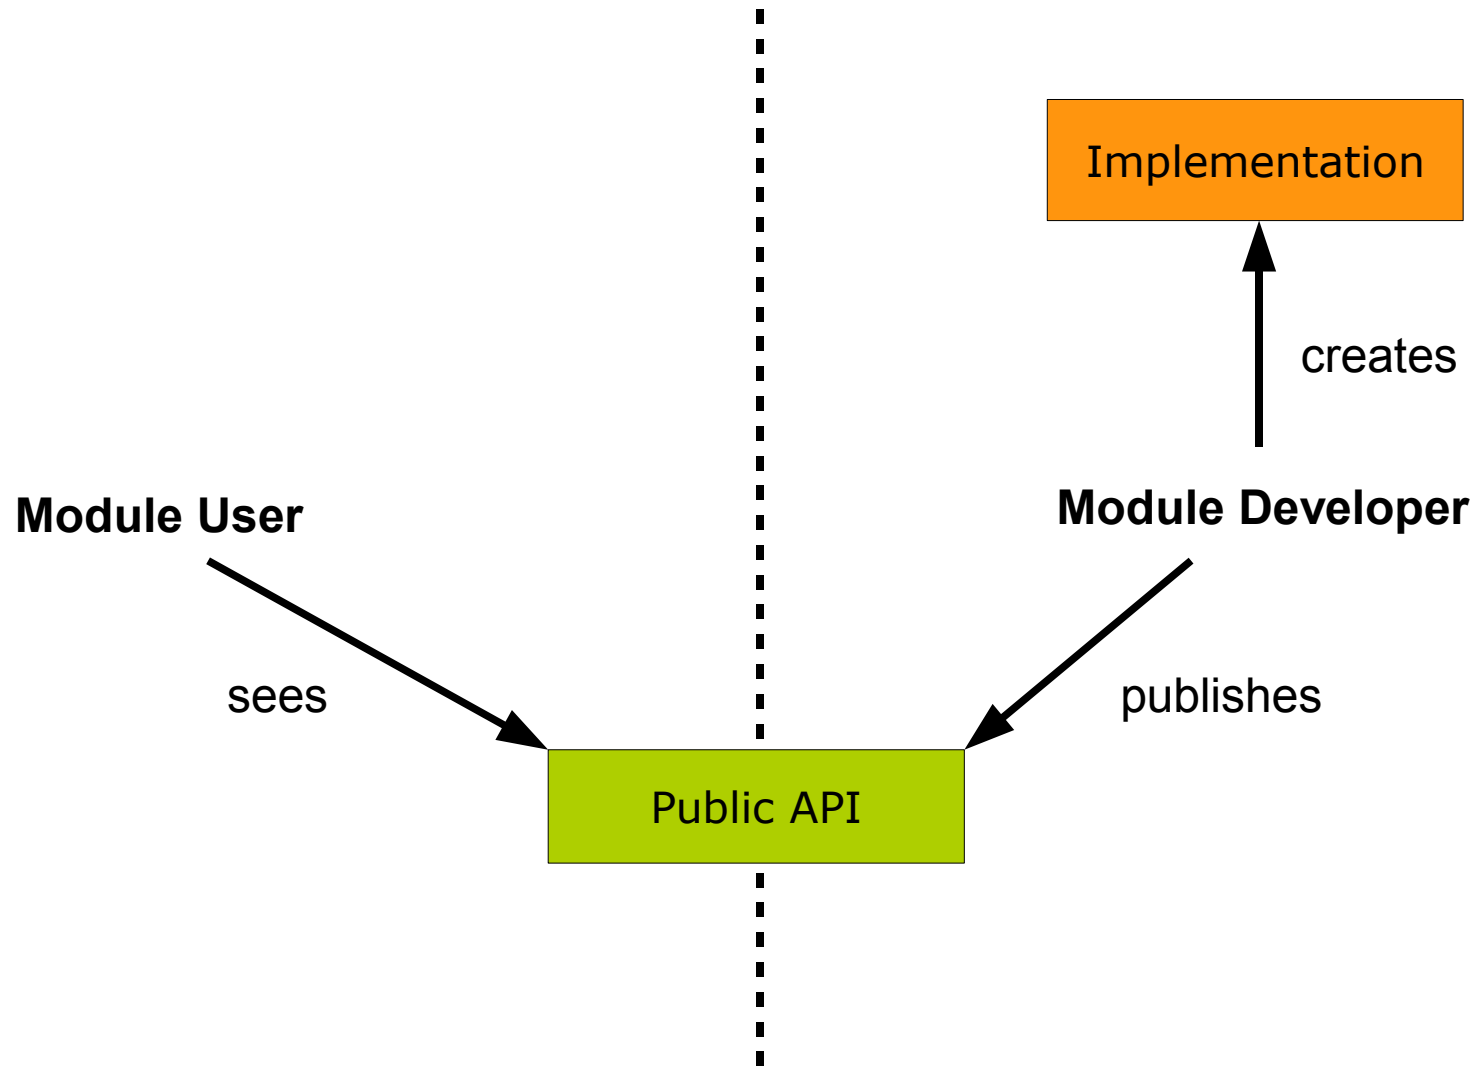 Implementation
creates
Module User
Module Developer
sees
publishes
Public API